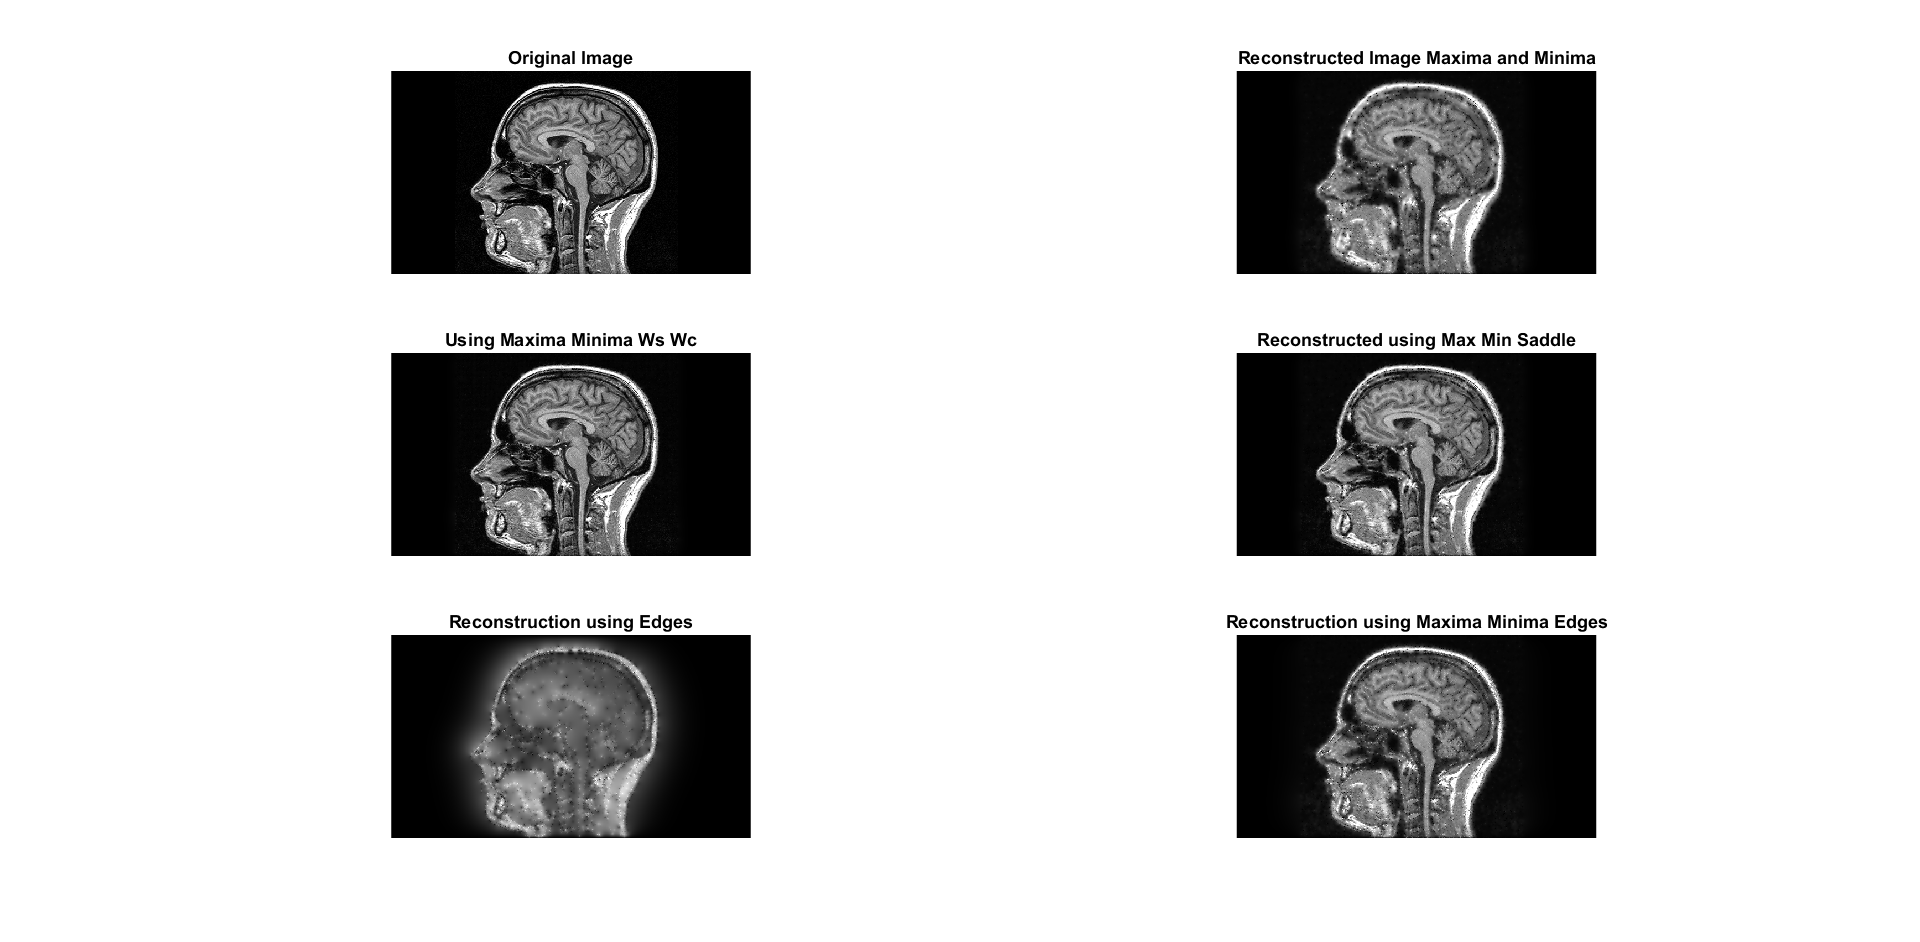 Original Image
Reconstructed Image Maxima and Minima
Using Maxima Minima Ws Wc
Reconstructed using Max Min Saddle
Reconstruction using Edges
Reconstruction using Maxima Minima Edges